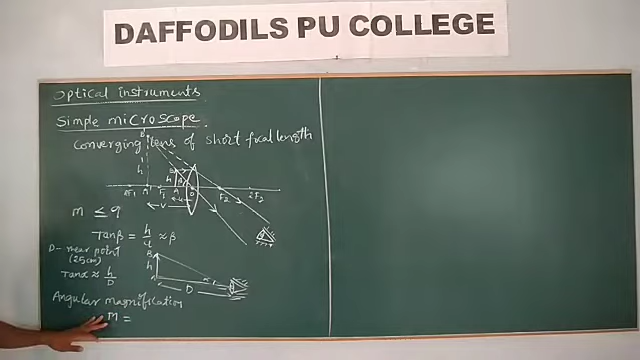 DAFFODILS PU COLLEGE
Optical Instruments
Simple microscope.
Converging lens of short focal length
B'
h'
B
h
2F₁ A' F₁ A O F₂ 2F₂
u
V
m ≤ 9
Tanβ = h/u ≈ β
D - near point
(25cm)
Tanα ≈ h/D
B
h
A
α
D
Angular magnification
m =